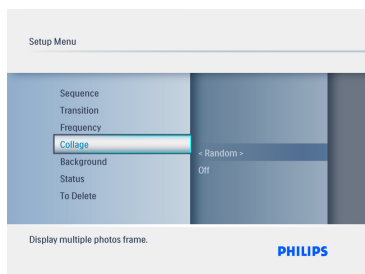 Setup Menu
Sequence
Transition
Frequency
Collage
< Random >
Background
Off
Status
To Delete
Display multiple photos frame.
PHILIPS